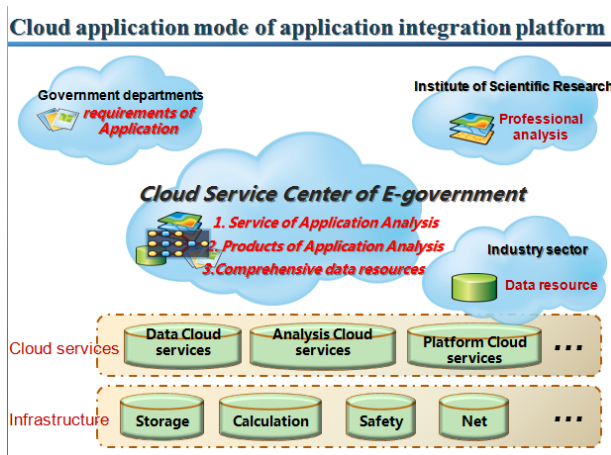 Cloud application mode of application integration platform
Government departments
requirements of
Application
Institute of Scientific Research
Professional
analysis
Cloud Service Center of E-government
1. Service of Application Analysis
2. Products of Application Analysis
3.Comprehensive data resources
Industry sector
Data resource
Cloud services
Data Cloud
services
Analysis Cloud
services
Platform Cloud
services
...
Infrastructure
Storage
Calculation
Safety
Net
...